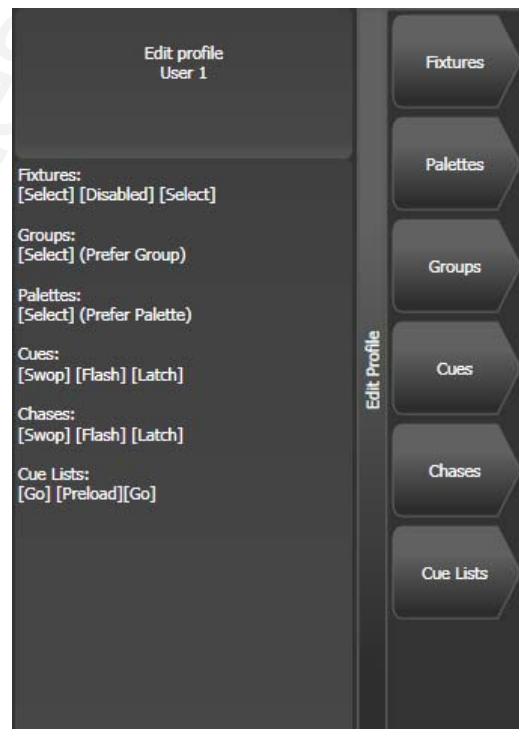 Edit profile
User 1
Fixtures:
[Select] [Disabled] [Select]
Groups:
[Select] (Prefer Group)
Palettes:
[Select] (Prefer Palette)
Cues:
[Swop] [Flash] [Latch]
Chases:
[Swop] [Flash] [Latch]
Cue Lists:
[Go] [Preload][Go]
Edit Profile
Fixtures
Palettes
Groups
Cues
Chases
Cue Lists